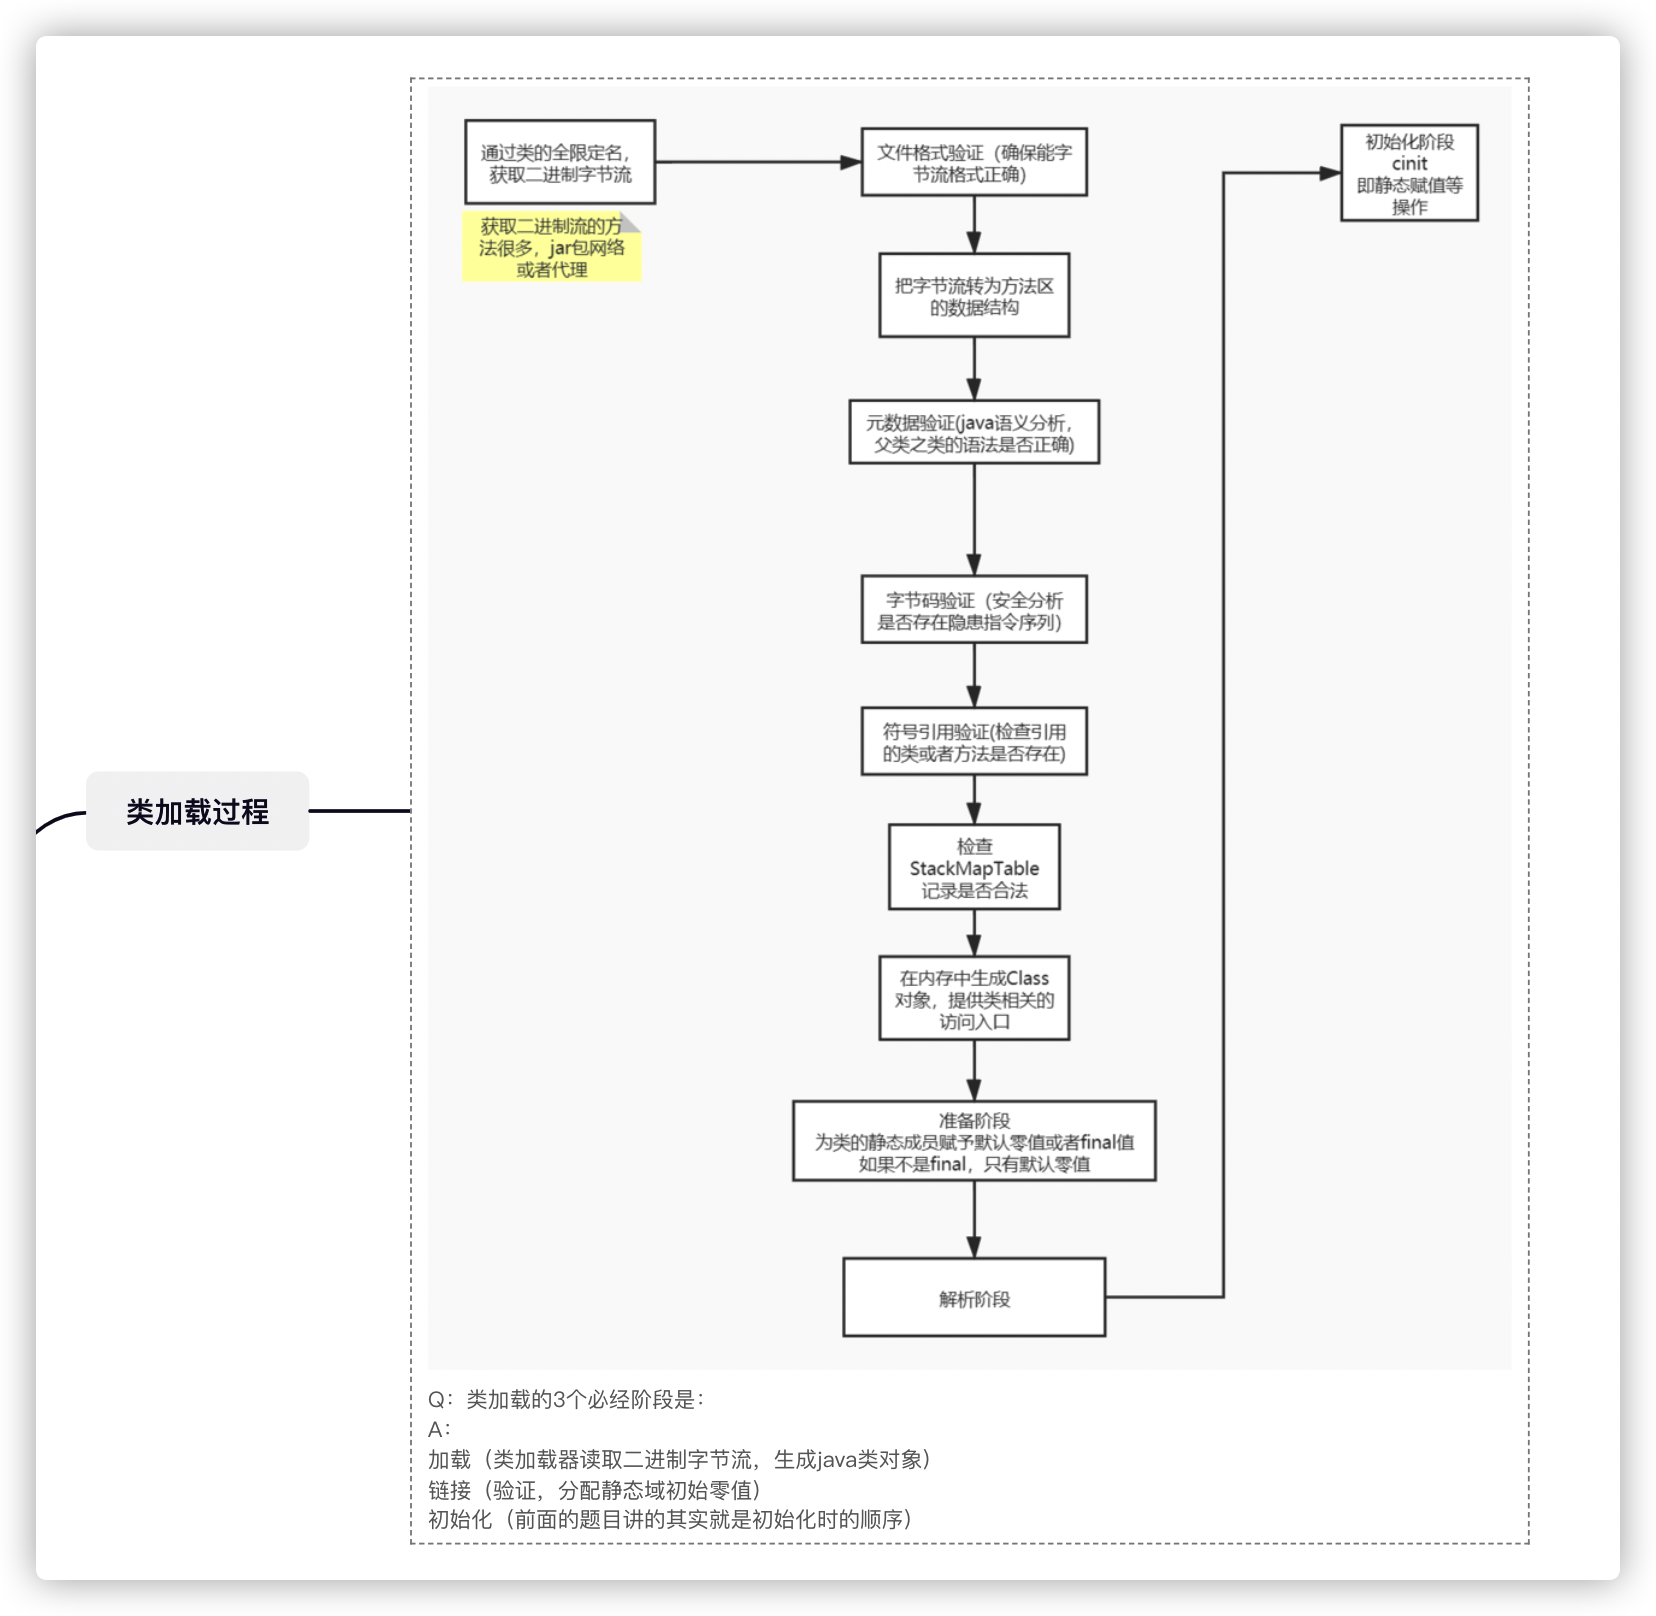 类加载过程
通过类的全限定名，
获取二进制字节流
获取二进制流的方
法很多，jar包网络
或者代理
文件格式验证（确保能字
节流格式正确）
把字节流转为方法区
的数据结构
元数据验证(java语义分析，
父类之类的语法是否正确)
字节码验证（安全分析
是否存在隐患指令序列）
符号引用验证(检查引用
的类或者方法是否存在)
检查
StackMapTable
记录是否合法
在内存中生成Class
对象，提供类相关的
访问入口
准备阶段
为类的静态成员赋予默认零值或者final值
如果不是final，只有默认零值
解析阶段
初始化阶段
cinit
即静态赋值等
操作
Q：类加载的3个必经阶段是：
A：
加载（类加载器读取二进制字节流，生成java类对象）
链接（验证，分配静态域初始零值）
初始化（前面的题目讲的其实就是初始化时的顺序）